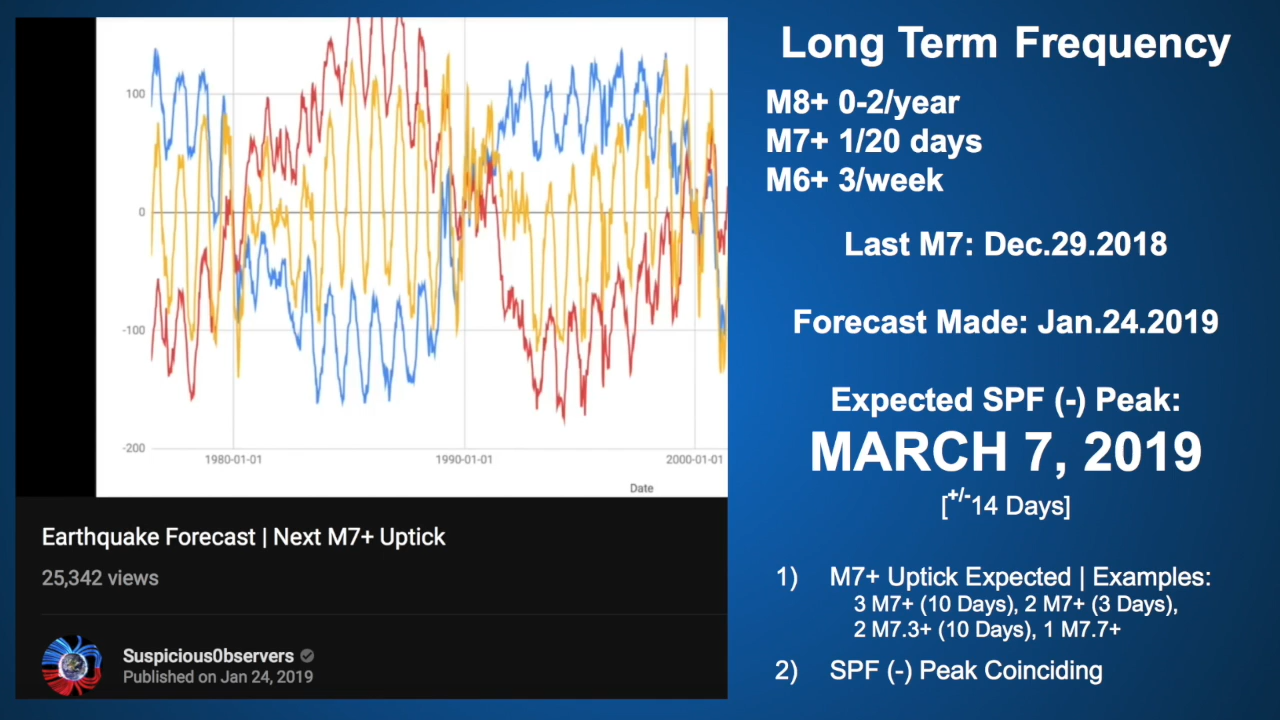 100
0
-100
-200
1980-01-01
1990-01-01
2000-01-01
Date
Earthquake Forecast | Next M7+ Uptick
25,342 views
Suspicious0bservers
Published on Jan 24, 2019
Long Term Frequency
M8+ 0-2/year
M7+ 1/20 days
M6+ 3/week
Last M7: Dec.29.2018
Forecast Made: Jan.24.2019
Expected SPF (-) Peak:
MARCH 7, 2019
[+/-14 Days]
1) M7+ Uptick Expected | Examples:
3 M7+ (10 Days), 2 M7+ (3 Days),
2 M7.3+ (10 Days), 1 M7.7+
2) SPF (-) Peak Coinciding